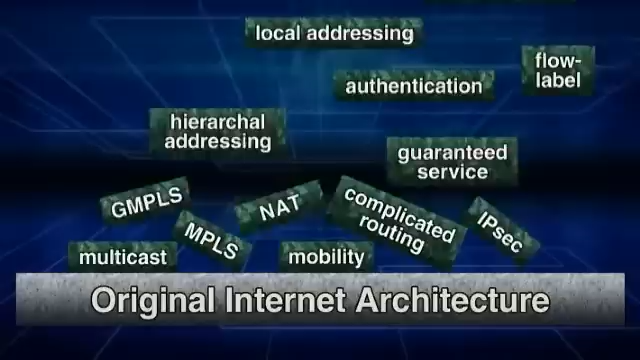 local addressing
flow-
label
authentication
hierarchal
addressing
guaranteed
service
GMPLS
NAT
complicated
routing
IPsec
MPLS
multicast
mobility
Original Internet Architecture